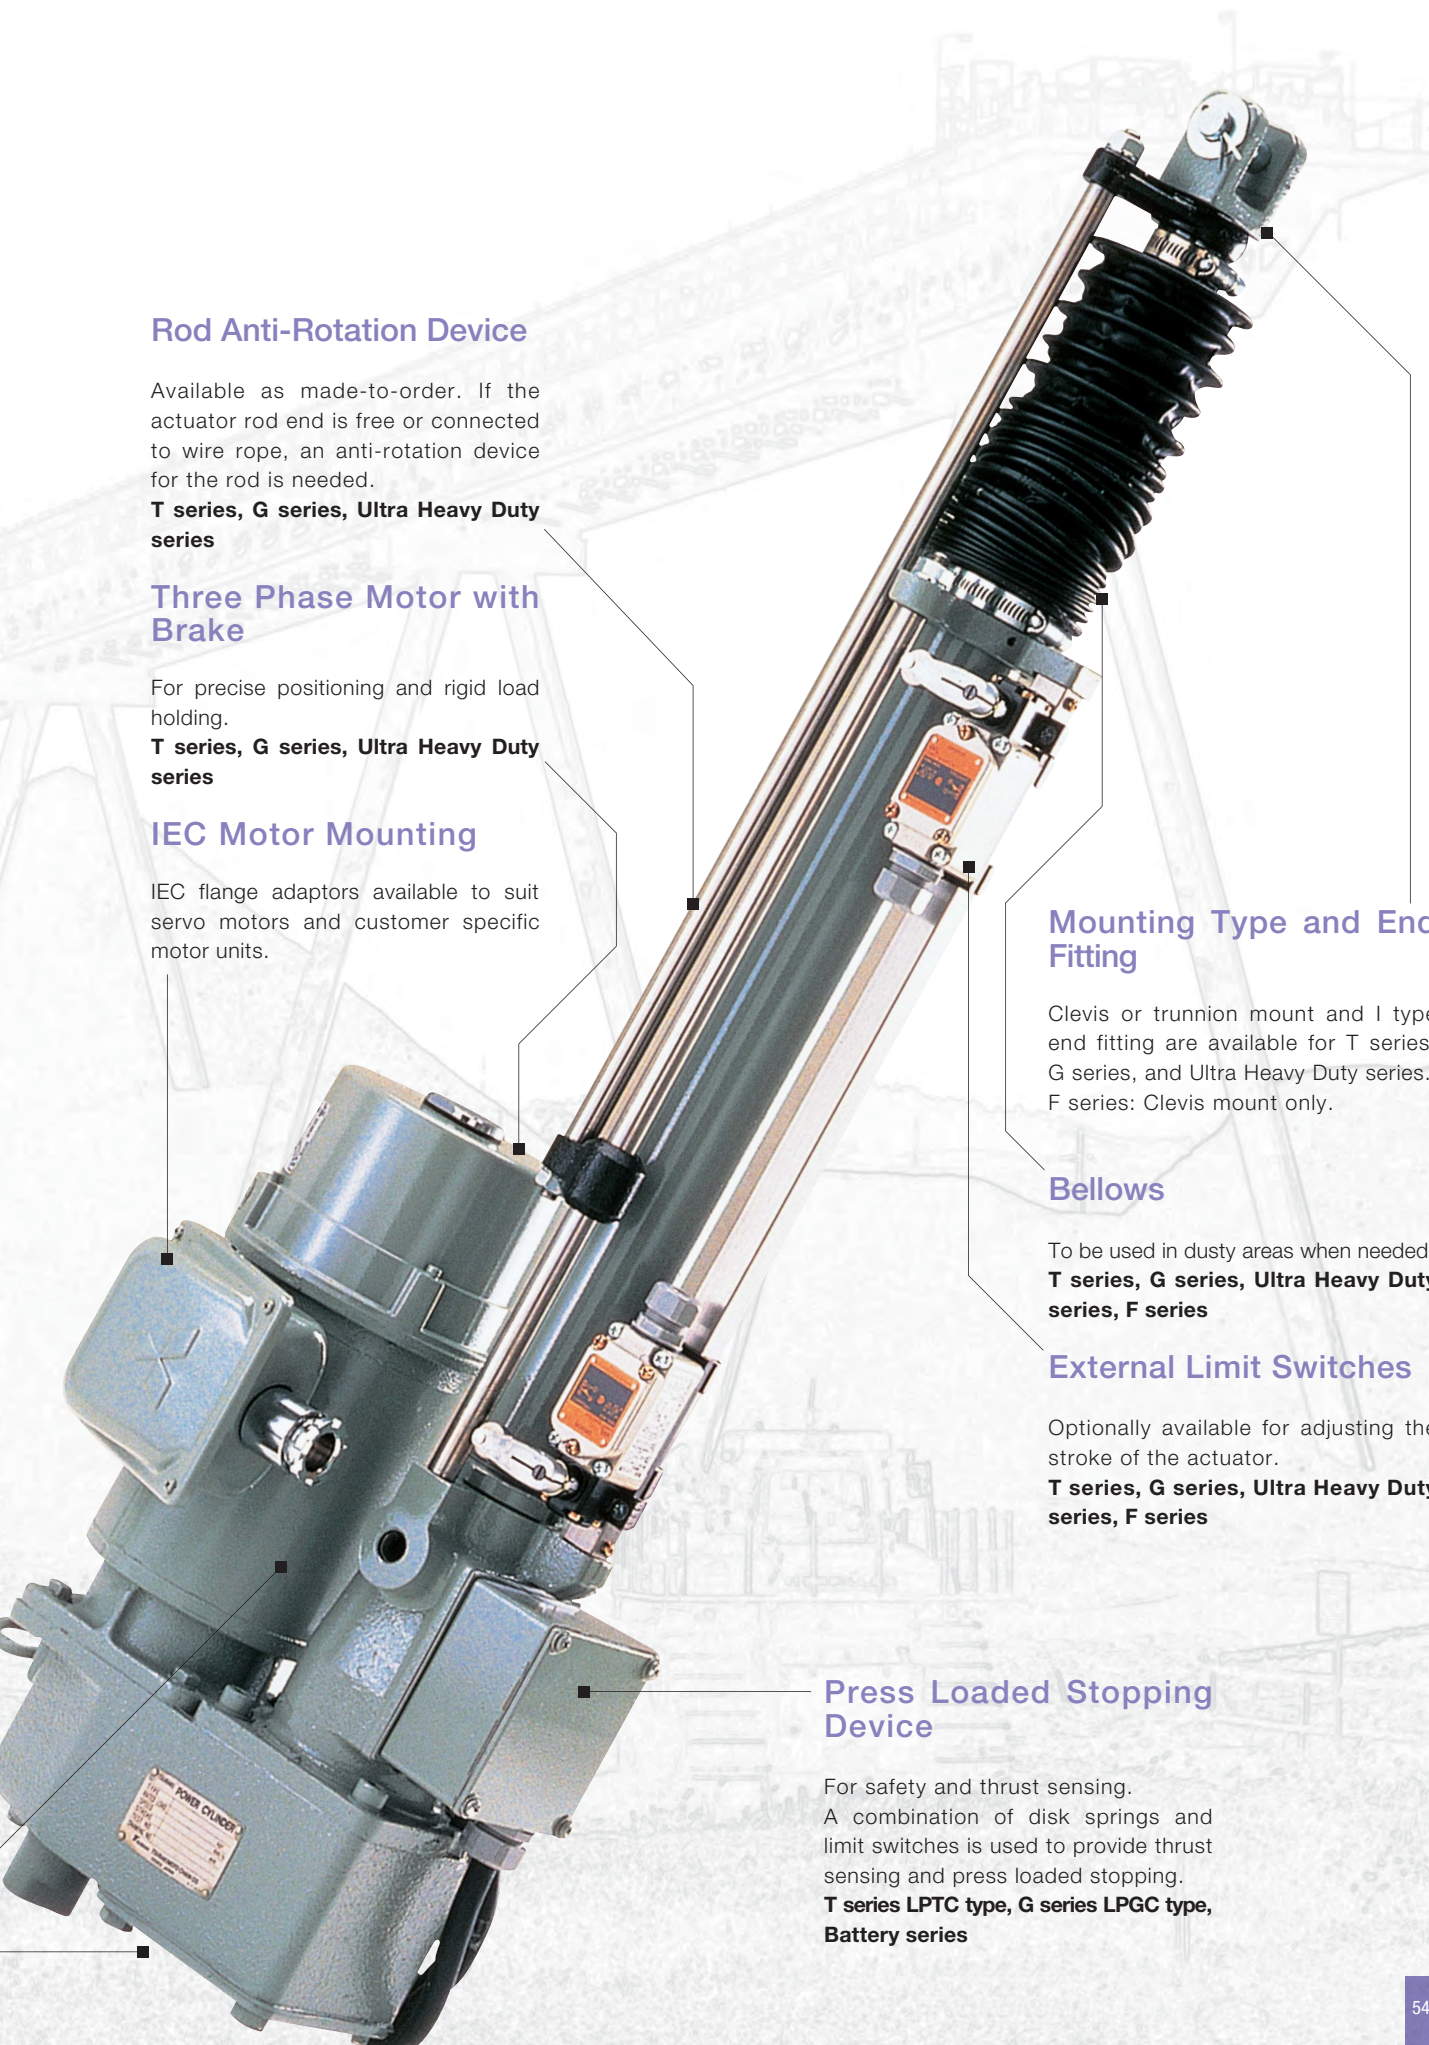 Rod Anti-Rotation Device
Available as made-to-order. If the
actuator rod end is free or connected
to wire rope, an anti-rotation device
for the rod is needed.
T series, G series, Ultra Heavy Duty
series
Three Phase Motor with
Brake
For precise positioning and rigid load
holding.
T series, G series, Ultra Heavy Duty
series
IEC Motor Mounting
IEC flange adaptors available to suit
servo motors and customer specific
motor units.
Mounting Type and End
Fitting
Clevis or trunnion mount and I type
end fitting are available for T series
G series, and Ultra Heavy Duty series.
F series: Clevis mount only.
Bellows
To be used in dusty areas when needed
T series, G series, Ultra Heavy Duty
series, F series
External Limit Switches
Optionally available for adjusting the
stroke of the actuator.
T series, G series, Ultra Heavy Duty
series, F series
Press Loaded Stopping
Device
For safety and thrust sensing.
A combination of disk springs and
limit switches is used to provide thrust
sensing and press loaded stopping.
T series LPTC type, G series LPGC type,
Battery series
POWER CYLINDER
54